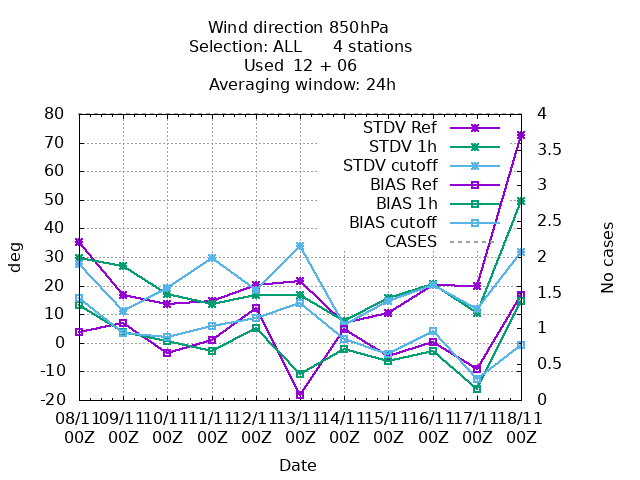 Wind direction 850hPa
Selection: ALL 4 stations
Used 12 + 06
Averaging window: 24h
80
70
60
50
40
30
20
10
0
-10
-20
deg
4
3.5
3
2.5
2
1.5
1
0.5
0
No cases
STDV Ref
STDV 1h
STDV cutoff
BIAS Ref
BIAS 1h
BIAS cutoff
CASES
08/11 09/11 10/11 11/11 12/11 13/11 14/11 15/11 16/11 17/11 18/11
00Z 00Z 00Z 00Z 00Z 00Z 00Z 00Z 00Z 00Z 00Z
Date